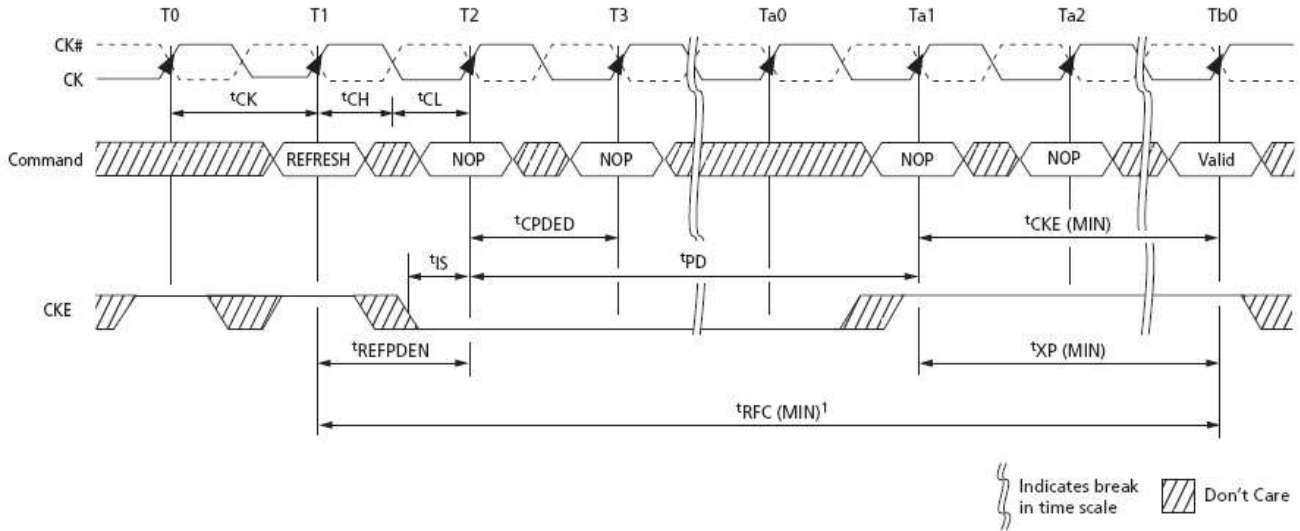 T0 T1 T2 T3 Ta0 Ta1 Ta2 Tb0
CK#
CK
tCK tCH tCL
Command REFRESH NOP NOP NOP NOP Valid
tCPDED tCKE (MIN)
tIS tPD
CKE
tREFPDEN tXP (MIN)
tRFC (MIN)1
Indicates break
in time scale
Don't Care